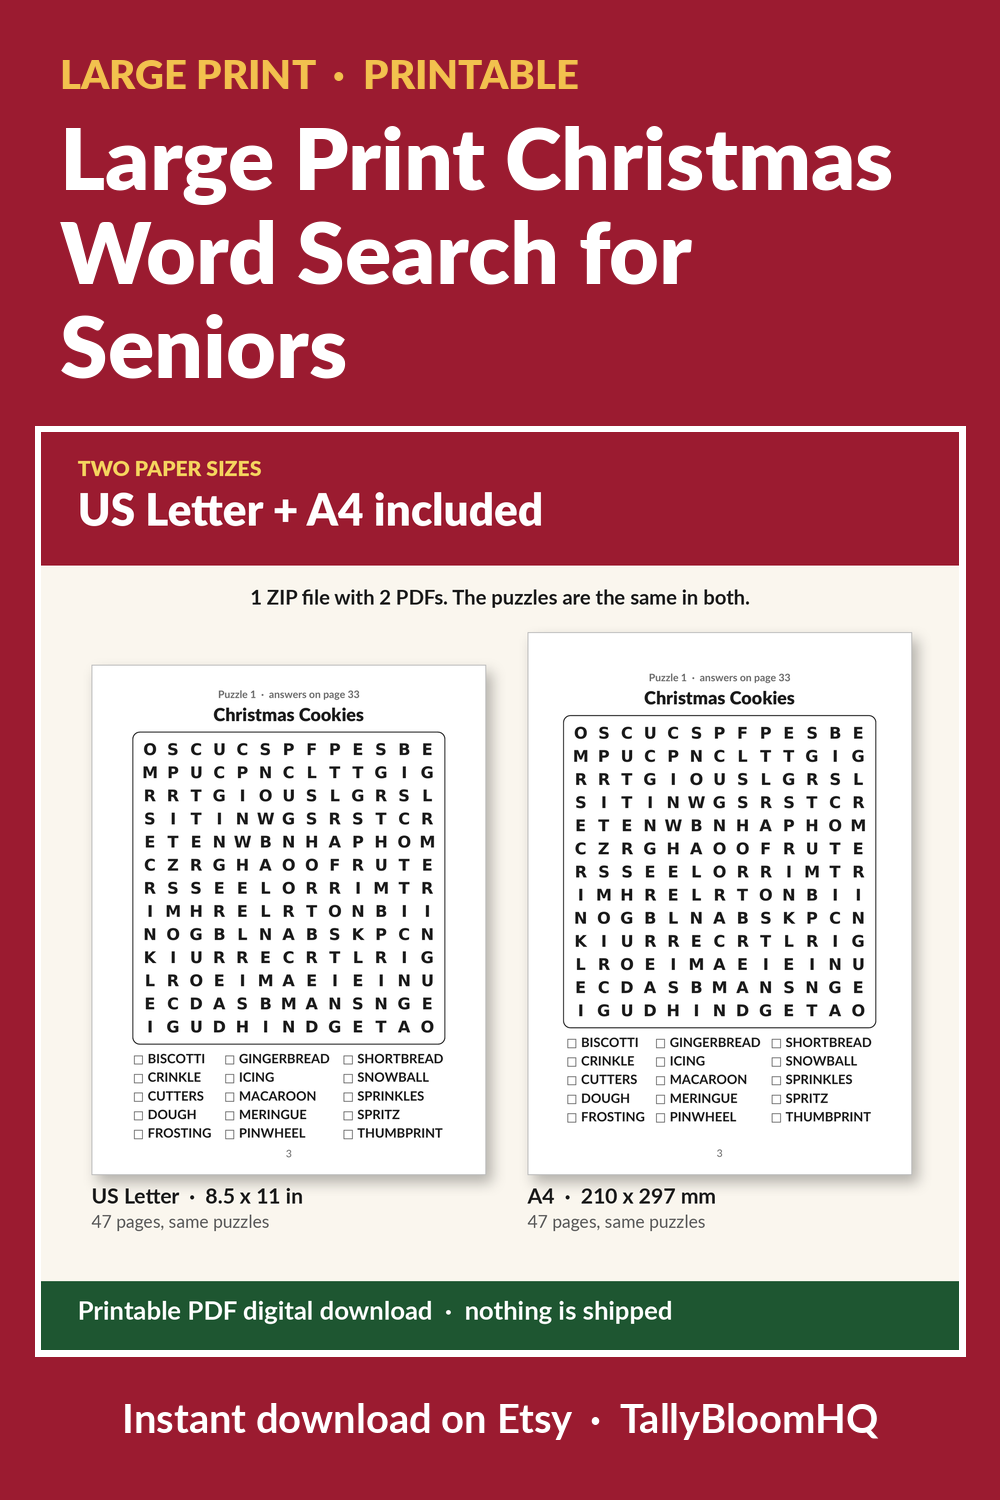 LARGE PRINT · PRINTABLE
Large Print Christmas
Word Search for
Seniors
TWO PAPER SIZES
US Letter + A4 included
1 ZIP file with 2 PDFs. The puzzles are the same in both.
Puzzle 1 · answers on page 33
Christmas Cookies
O S C U C S P F P E S B E
M P U C P N C L T T G I G
R R T G I O U S L G R S L
S I T I N W G S R S T C R
E T E N W B N H A P H O M
C Z R G H A O O F R U T E
R S S E E L O R R I M T R
I M H R E L R T O N B I I
N O G B L N A B S K P C N
K I U R R E C R T L R I G
L R O E I M A E I E I N U
E C D A S B M A N S N G E
I G U D H I N D G E T A O
□ BISCOTTI □ GINGERBREAD □ SHORTBREAD
□ CRINKLE □ ICING □ SNOWBALL
□ CUTTERS □ MACAROON □ SPRINKLES
□ DOUGH □ MERINGUE □ SPRITZ
□ FROSTING □ PINWHEEL □ THUMBPRINT
3
US Letter · 8.5 x 11 in
47 pages, same puzzles
Puzzle 1 · answers on page 33
Christmas Cookies
O S C U C S P F P E S B E
M P U C P N C L T T G I G
R R T G I O U S L G R S L
S I T I N W G S R S T C R
E T E N W B N H A P H O M
C Z R G H A O O F R U T E
R S S E E L O R R I M T R
I M H R E L R T O N B I I
N O G B L N A B S K P C N
K I U R R E C R T L R I G
L R O E I M A E I E I N U
E C D A S B M A N S N G E
I G U D H I N D G E T A O
□ BISCOTTI □ GINGERBREAD □ SHORTBREAD
□ CRINKLE □ ICING □ SNOWBALL
□ CUTTERS □ MACAROON □ SPRINKLES
□ DOUGH □ MERINGUE □ SPRITZ
□ FROSTING □ PINWHEEL □ THUMBPRINT
3
A4 · 210 x 297 mm
47 pages, same puzzles
Printable PDF digital download · nothing is shipped
Instant download on Etsy · TallyBloomHQ